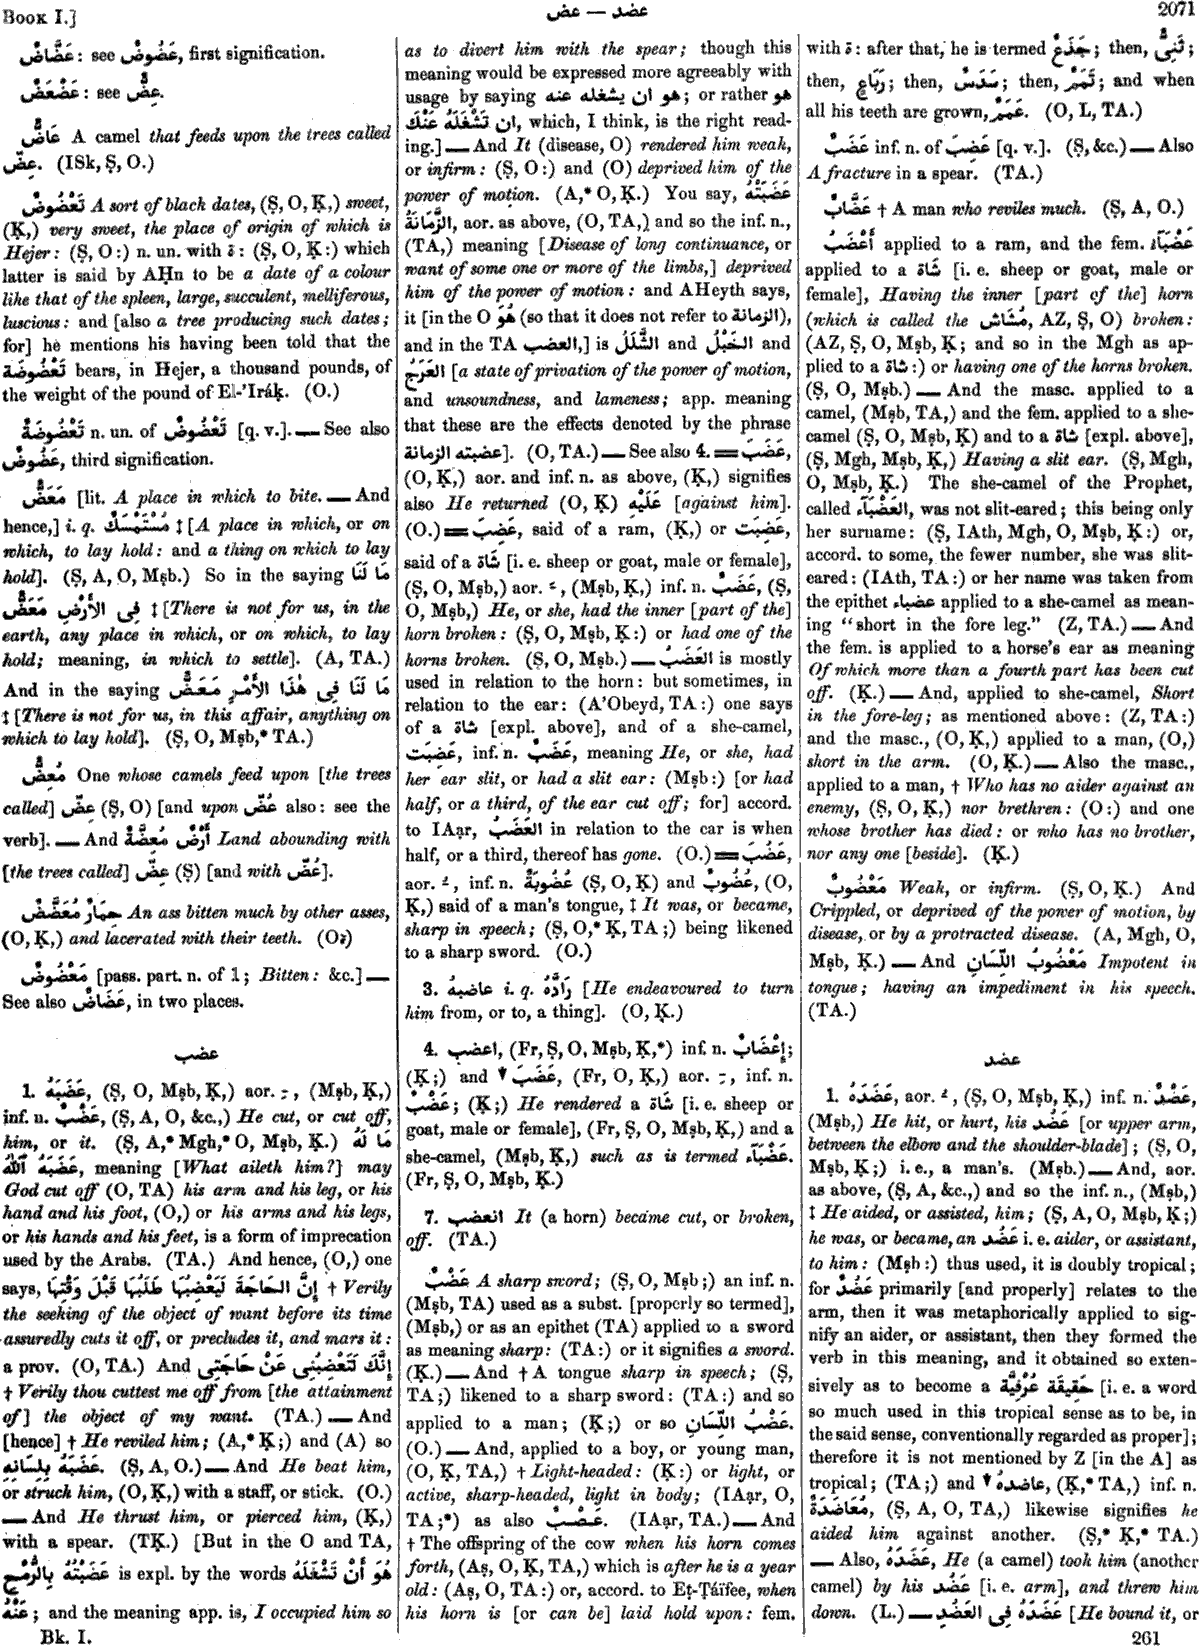 Book I.]
عضد — عض
2071
عَضَّاضٌ : see عَضُوضٌ, first signification.
عَضْعَضٌ : see عِضٌّ.
عَاضٌّ A camel that feeds upon the trees called
عِضّ. (ISk, Ṣ, O.)
تَعْضُوضٌ A sort of black dates, (Ṣ, O, Ḳ,) sweet,
(Ḳ,) very sweet, the place of origin of which is
Hejer: (Ṣ, O:) n. un. with ة: (Ṣ, O, Ḳ:) which
latter is said by AḤn to be a date of a colour
like that of the spleen, large, succulent, melliferous,
luscious: and [also a tree producing such dates;
for] he mentions his having been told that the
تَعْضُوضَة bears, in Hejer, a thousand pounds, of
the weight of the pound of El-'Iráḳ. (O.)
تَعْضُوضَةٌ n. un. of تَعْضُوضٌ [q. v.]. — See also
عَضُوضٌ, third signification.
مَعَضٌّ [lit. A place in which to bite. — And
hence,] i. q. مُسْتَمْسَكٌ ‡ [A place in which, or on
which, to lay hold: and a thing on which to lay
hold]. (Ṣ, A, O, Mṣb.) So in the saying مَا لَنَا
فِى الأَرْضِ مَعَضٌّ ‡ [There is not for us, in the
earth, any place in which, or on which, to lay
hold; meaning, in which to settle]. (A, TA.)
And in the saying مَا لَنَا فِى هٰذَا الأَمْرِ مَعَضٌّ
‡ [There is not for us, in this affair, anything on
which to lay hold]. (Ṣ, O, Mṣb,* TA.)
مُعِضٌّ One whose camels feed upon [the trees
called] عِضّ (Ṣ, O) [and upon عُضّ also: see the
verb]. — And أَرْضٌ مُعِضَّةٌ Land abounding with
[the trees called] عِضّ (Ṣ) [and with عُضّ].
حِمَارٌ مُعَضَّضٌ An ass bitten much by other asses,
(O, Ḳ,) and lacerated with their teeth. (O.)
مَعْضُوضٌ [pass. part. n. of 1; Bitten: &c.] —
See also عَضَاضٌ, in two places.
عضب
1. عَضَبَهُ, (Ṣ, O, Mṣb, Ḳ,) aor. ـِ, (Mṣb, Ḳ,)
inf. n. عَضْبٌ, (Ṣ, A, O, &c.,) He cut, or cut off,
him, or it. (Ṣ, A,* Mgh,* O, Mṣb, Ḳ.) مَا لَهُ
عَضَبَهُ ٱللّٰهُ, meaning [What aileth him?] may
God cut off (O, TA) his arm and his leg, or his
hand and his foot, (O,) or his arms and his legs,
or his hands and his feet, is a form of imprecation
used by the Arabs. (TA.) And hence, (O,) one
says, إِنَّ الحَاجَةَ لَيَعْضِبُهَا طَلَبُهَا قَبْلَ وَقْتِهَا † Verily
the seeking of the object of want before its time
assuredly cuts it off, or precludes it, and mars it:
a prov. (O, TA.) And إِنَّكَ لَتَعْضِبُنِى عَنْ حَاجَتِى
† Verily thou cuttest me off from [the attainment
of] the object of my want. (TA.) — And
[hence] † He reviled him; (A,* Ḳ;) and (A) so
عَضَبَهُ بِلِسَانِهِ. (Ṣ, A, O.) — And He beat him,
or struck him, (O, Ḳ,) with a staff, or stick. (O.)
— And He thrust him, or pierced him, (Ḳ,)
with a spear. (TḲ.) [But in the O and TA,
عَضَبْتُهُ بِالرُّمْحِ is expl. by the words هُوَ أَنْ تَشْغَلَهُ
عَنْهُ; and the meaning app. is, I occupied him so
as to divert him with the spear; though this
meaning would be expressed more agreeably with
usage by saying هو ان يشغله عنه; or rather هو
ان تَشْغَلَهُ عَنْكَ, which, I think, is the right read-
ing.] — And It (disease, O) rendered him weak,
or infirm: (Ṣ, O:) and (O) deprived him of the
power of motion. (A,* O, Ḳ.) You say, عَضَبَتْهُ
الزَّمَانَةُ, aor. as above, (O, TA,) and so the inf. n.,
(TA,) meaning [Disease of long continuance, or
want of some one or more of the limbs,] deprived
him of the power of motion: and AHeyth says,
it [in the O هُوَ (so that it does not refer to الزمانة),
and in the TA العضب,] is الشَّلَلُ and الخَبْلُ and
العَرَجُ [a state of privation of the power of motion,
and unsoundness, and lameness; app. meaning
that these are the effects denoted by the phrase
عضبته الزمانة]. (O, TA.) — See also 4. = عَضَبَ,
(O, Ḳ,) aor. and inf. n. as above, (Ḳ,) signifies
also He returned (O, Ḳ) عَلَيْهِ [against him].
(O.) = عَضِبَ, said of a ram, (Ḳ,) or عَضِبَت
said of a شَاة [i. e. sheep or goat, male or female],
(Ṣ, O, Mṣb,) aor. ـَ, (Mṣb, Ḳ,) inf. n. عَضَبٌ, (Ṣ,
O, Mṣb,) He, or she, had the inner [part of the]
horn broken: (Ṣ, O, Mṣb, Ḳ:) or had one of the
horns broken. (Ṣ, O, Mṣb.) — العَضَبُ is mostly
used in relation to the horn: but sometimes, in
relation to the ear: (A'Obeyd, TA:) one says
of a شاة [expl. above], and of a she-camel,
عَضِبَت, inf. n. عَضَبٌ, meaning He, or she, had
her ear slit, or had a slit ear: (Mṣb:) [or had
half, or a third, of the ear cut off; for] accord.
to IAạr, العَضَبُ in relation to the ear is when
half, or a third, thereof has gone. (O.) = عَضُبَ,
aor. ـُ, inf. n. عُضُوبَةٌ (Ṣ, O, Ḳ) and عُضُوبٌ, (O,
Ḳ,) said of a man's tongue, ‡ It was, or became,
sharp in speech; (Ṣ, O,* Ḳ, TA;) being likened
to a sharp sword. (O.)
3. عاضبهُ i. q. رَادَّهُ [He endeavoured to turn
him from, or to, a thing]. (O, Ḳ.)
4. اعضب, (Fr, Ṣ, O, Mṣb, Ḳ,*) inf. n. إِعْضَابٌ;
(Ḳ;) and ▼ عَضَبَ, (Fr, O, Ḳ,) aor. ـِ, inf. n.
عَضْبٌ; (Ḳ;) He rendered a شَاة [i. e. sheep or
goat, male or female], (Fr, Ṣ, O, Mṣb, Ḳ,) and a
she-camel, (Mṣb, Ḳ,) such as is termed عَضْبَآء.
(Fr, Ṣ, O, Mṣb, Ḳ.)
7. انعضب It (a horn) became cut, or broken,
off. (TA.)
عَضْبٌ A sharp sword; (Ṣ, O, Mṣb;) an inf. n.
(Mṣb, TA) used as a subst. [properly so termed],
(Mṣb,) or as an epithet (TA) applied to a sword
as meaning sharp: (TA:) or it signifies a sword.
(Ḳ.) — And † A tongue sharp in speech; (Ṣ,
TA;) likened to a sharp sword: (TA:) and so
applied to a man; (Ḳ;) or so عَضْبُ اللِّسَانِ.
(O.) — And, applied to a boy, or young man,
(O, Ḳ, TA,) † Light-headed: (Ḳ:) or light, or
active, sharp-headed, light in body; (IAạr, O,
TA;*) as also عَضْبٌ. (IAạr, TA.) — And
† The offspring of the cow when his horn comes
forth, (Aṣ, O, Ḳ, TA,) which is after he is a year
old: (Aṣ, O, TA:) or, accord. to Eṭ-Ṭáïfee, when
his horn is [or can be] laid hold upon: fem.
with ة: after that, he is termed جَذَعٌ; then, ثَنِىٌّ;
then, رَبَاعٍ; then, سَدَسٌ; then, تَمَمٌ; and when
all his teeth are grown, عَمَمٌ. (O, L, TA.)
عَضَبٌ inf. n. of عَضِبَ [q. v.]. (Ṣ, &c.) — Also
A fracture in a spear. (TA.)
عَضَّابٌ † A man who reviles much. (Ṣ, A, O.)
أَعْضَبُ applied to a ram, and the fem. عَضْبَآءُ
applied to a شَاة [i. e. sheep or goat, male or
female], Having the inner [part of the] horn
(which is called the مُشَاش, AZ, Ṣ, O) broken:
(AZ, Ṣ, O, Mṣb, Ḳ; and so in the Mgh as ap-
plied to a شاة:) or having one of the horns broken.
(Ṣ, O, Mṣb.) — And the masc. applied to a
camel, (Mṣb, TA,) and the fem. applied to a she-
camel (Ṣ, O, Mṣb, Ḳ) and to a شاة [expl. above],
(Ṣ, Mgh, Mṣb, Ḳ,) Having a slit ear. (Ṣ, Mgh,
O, Mṣb, Ḳ.) The she-camel of the Prophet,
called العَضْبَآءُ, was not slit-eared; this being only
her surname: (Ṣ, IAth, Mgh, O, Mṣb, Ḳ:) or,
accord. to some, the fewer number, she was slit-
eared: (IAth, TA:) or her name was taken from
the epithet عضباء applied to a she-camel as mean-
ing "short in the fore leg." (Z, TA.) — And
the fem. is applied to a horse's ear as meaning
Of which more than a fourth part has been cut
off. (Ḳ.) — And, applied to she-camel, Short
in the fore-leg; as mentioned above: (Z, TA:)
and the masc., (O, Ḳ,) applied to a man, (O,)
short in the arm. (O, Ḳ.) — Also the masc.,
applied to a man, † Who has no aider against an
enemy, (Ṣ, O, Ḳ,) nor brethren: (O:) and one
whose brother has died: or who has no brother,
nor any one [beside]. (Ḳ.)
مَعْضُوبٌ Weak, or infirm. (Ṣ, O, Ḳ.) And
Crippled, or deprived of the power of motion, by
disease, or by a protracted disease. (A, Mgh, O,
Mṣb, Ḳ.) — And مَعْضُوبُ اللِّسَانِ Impotent in
tongue; having an impediment in his speech.
(TA.)
عضد
1. عَضَدَهُ, aor. ـُ, (Ṣ, O, Mṣb, Ḳ,) inf. n. عَضْدٌ,
(Mṣb,) He hit, or hurt, his عَضُد [or upper arm,
between the elbow and the shoulder-blade]; (Ṣ, O,
Mṣb, Ḳ;) i. e., a man's. (Mṣb.) — And, aor.
as above, (Ṣ, A, &c.,) and so the inf. n., (Mṣb,)
‡ He aided, or assisted, him; (Ṣ, A, O, Mṣb, Ḳ;)
he was, or became, an عَضُد i. e. aider, or assistant,
to him: (Mṣb:) thus used, it is doubly tropical;
for عَضُدٌ primarily [and properly] relates to the
arm, then it was metaphorically applied to sig-
nify an aider, or assistant, then they formed the
verb in this meaning, and it obtained so exten-
sively as to become a حَقِيقَة عُرْفِيَّة [i. e. a word
so much used in this tropical sense as to be, in
the said sense, conventionally regarded as proper];
therefore it is not mentioned by Z [in the A] as
tropical; (TA;) and ▼ عاضدهُ, (Ḳ,* TA,) inf. n.
مُعَاضَدَةٌ, (Ṣ, A, O, TA,) likewise signifies he
aided him against another. (Ṣ,* Ḳ,* TA.)
— Also, عَضَدَهُ, He (a camel) took him (another
camel) by his عَضُد [i. e. arm], and threw him
down. (L.) — عَضَدَهُ فِى العَضُدِ [He bound it, or
Bk. I.
261